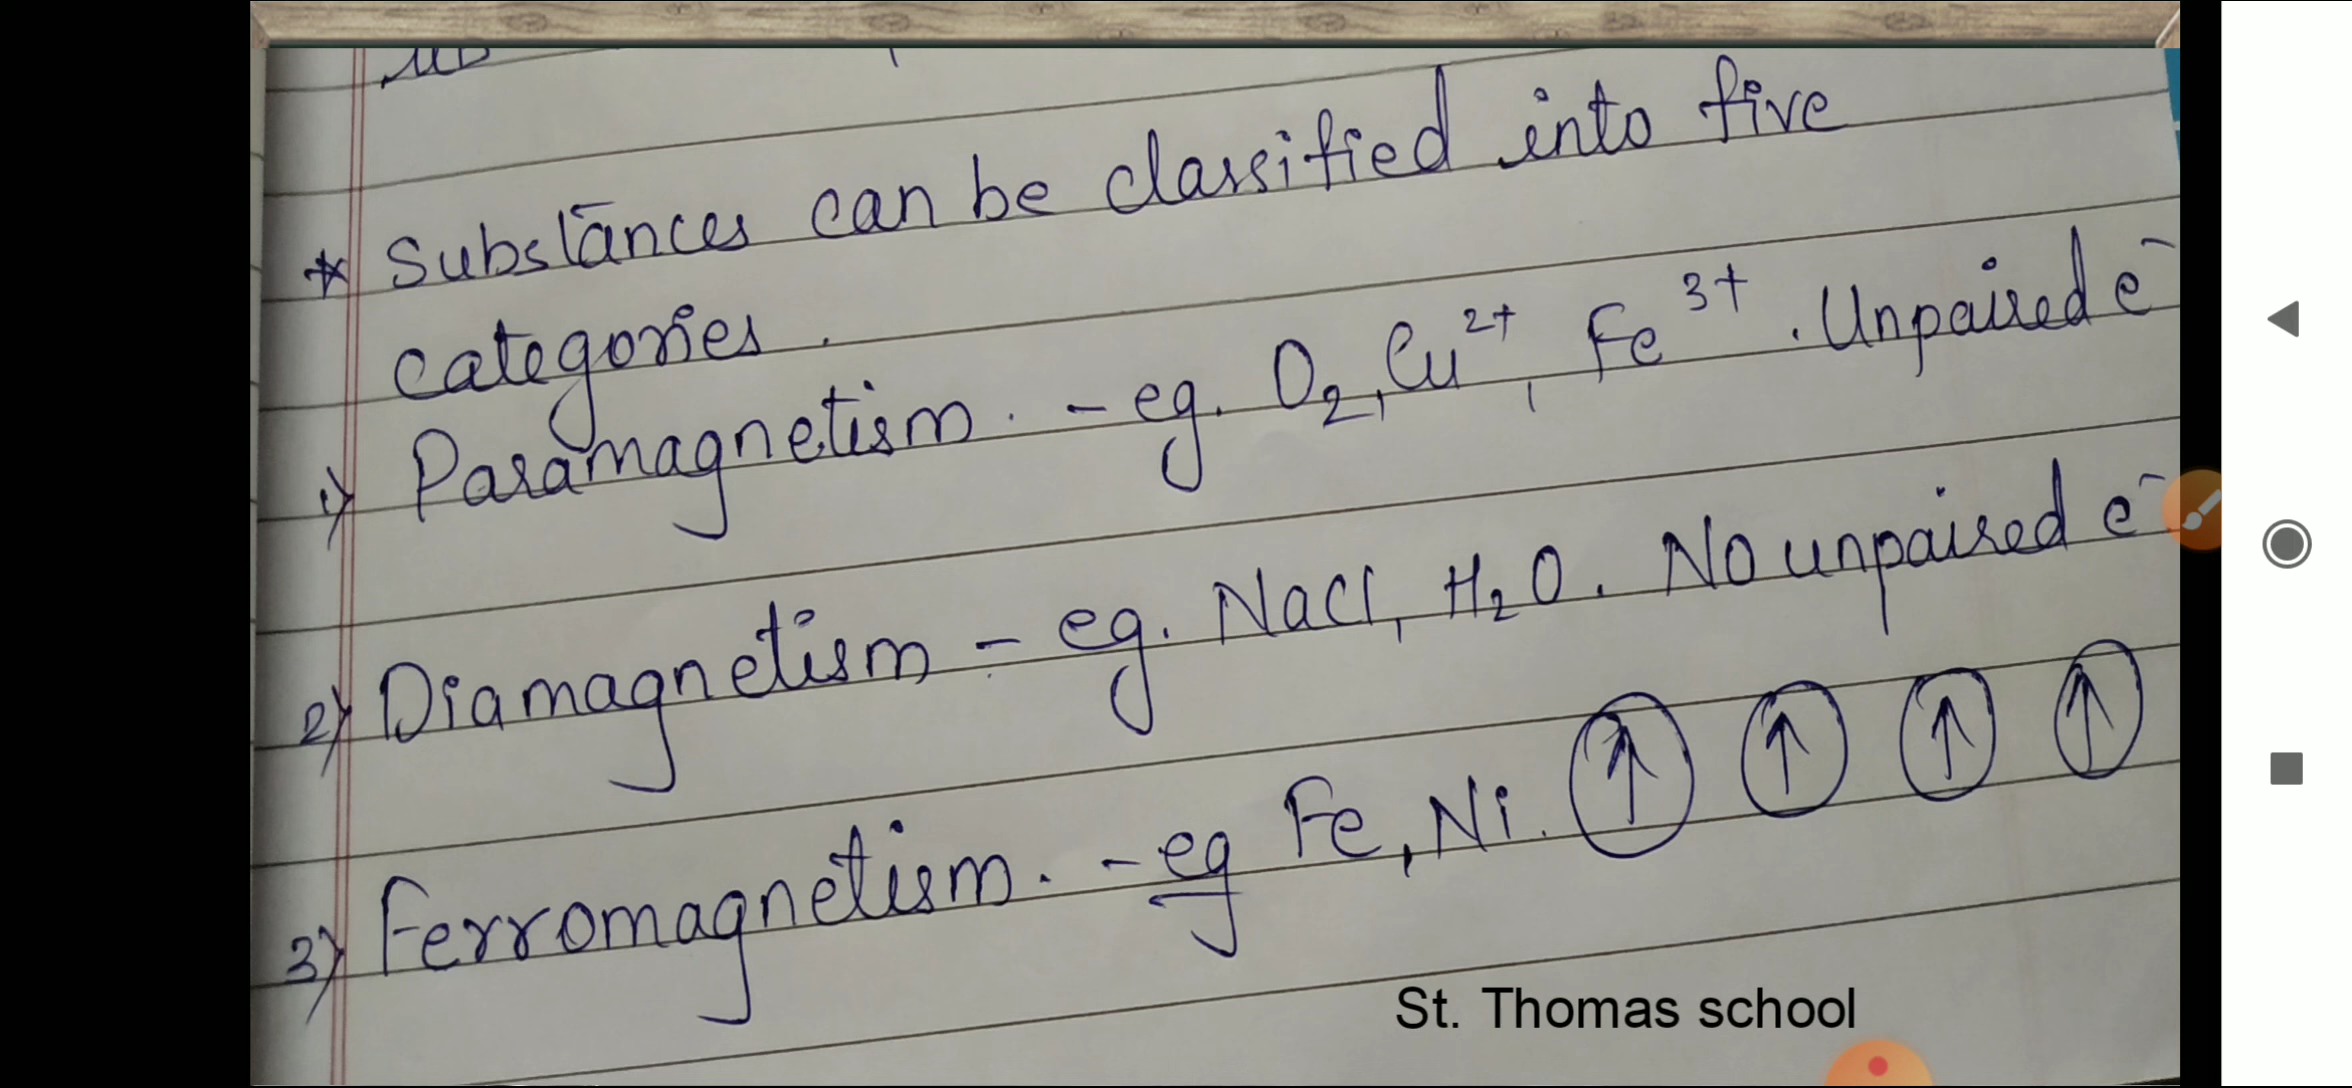 * Substances can be classified into five
categories.
1) Paramagnetism. - eg. O₂, Cu²⁺, Fe³⁺. Unpaired e⁻
2) Diamagnetism - eg. NaCl, H₂O. No unpaired e⁻
3) Ferromagnetism. - eg Fe, Ni. ↑ ↑ ↑ ↑
St. Thomas school